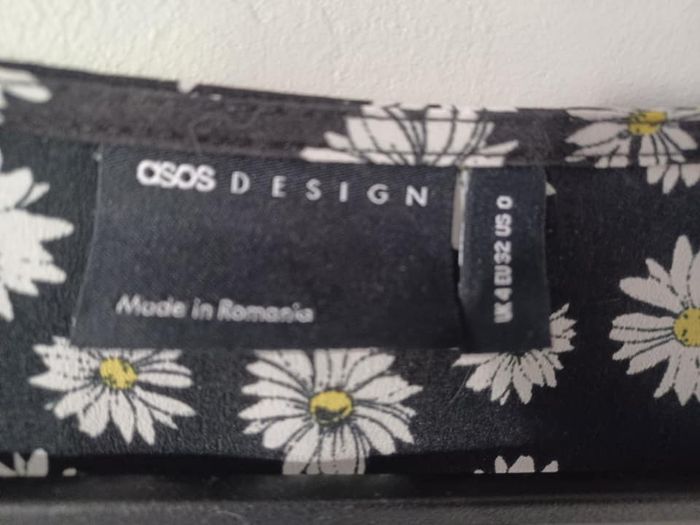 asos DESIGN
Made in Romania
UK 4 EU 32 US 0